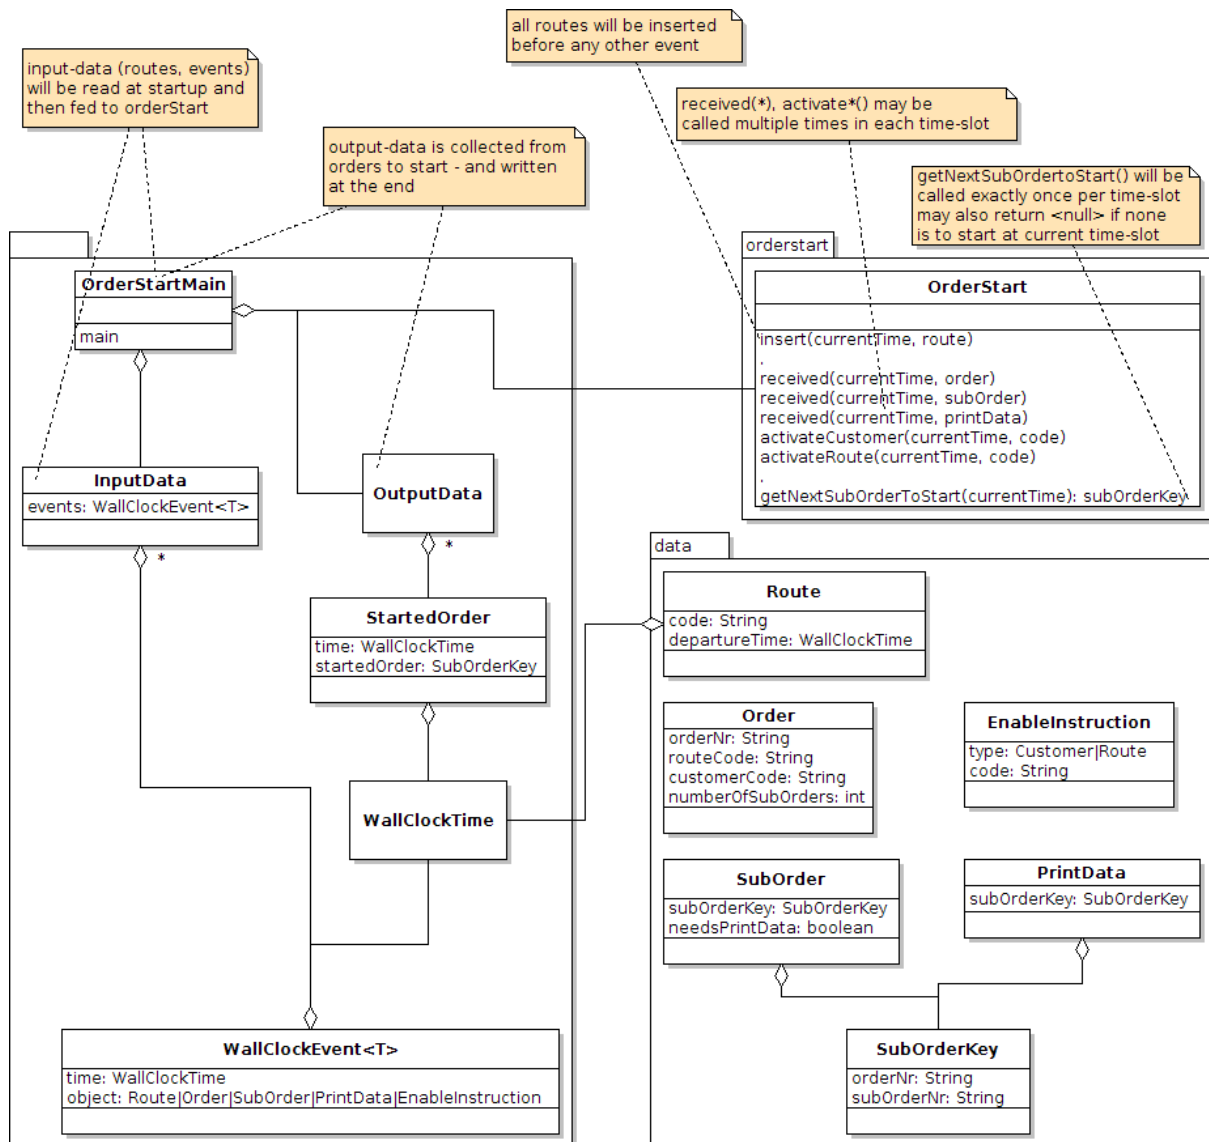 all routes will be inserted
before any other event
input-data (routes, events)
will be read at startup and
then fed to orderStart
received(*), activate*() may be
called multiple times in each time-slot
output-data is collected from
orders to start - and written
at the end
getNextSubOrdertoStart() will be
called exactly once per time-slot
may also return <null> if none
is to start at current time-slot
orderstart
OrderStartMain
main
OrderStart
insert(currentTime, route)
.
received(currentTime, order)
received(currentTime, subOrder)
received(currentTime, printData)
activateCustomer(currentTime, code)
activateRoute(currentTime, code)
.
getNextSubOrderToStart(currentTime): subOrderKey
InputData
events: WallClockEvent<T>
*
OutputData
*
data
Route
code: String
departureTime: WallClockTime
StartedOrder
time: WallClockTime
startedOrder: SubOrderKey
Order
orderNr: String
routeCode: String
customerCode: String
numberOfSubOrders: int
EnableInstruction
type: Customer|Route
code: String
WallClockTime
SubOrder
subOrderKey: SubOrderKey
needsPrintData: boolean
PrintData
subOrderKey: SubOrderKey
WallClockEvent<T>
time: WallClockTime
object: Route|Order|SubOrder|PrintData|EnableInstruction
SubOrderKey
orderNr: String
subOrderNr: String